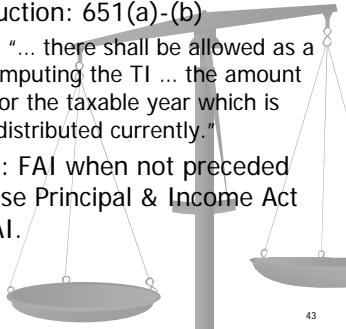 uction: 651(a)-(b)
"... there shall be allowed as a
mputing the TI ... the amount
or the taxable year which is
distributed currently."
: FAI when not preceded
se Principal & Income Act
AI.
43